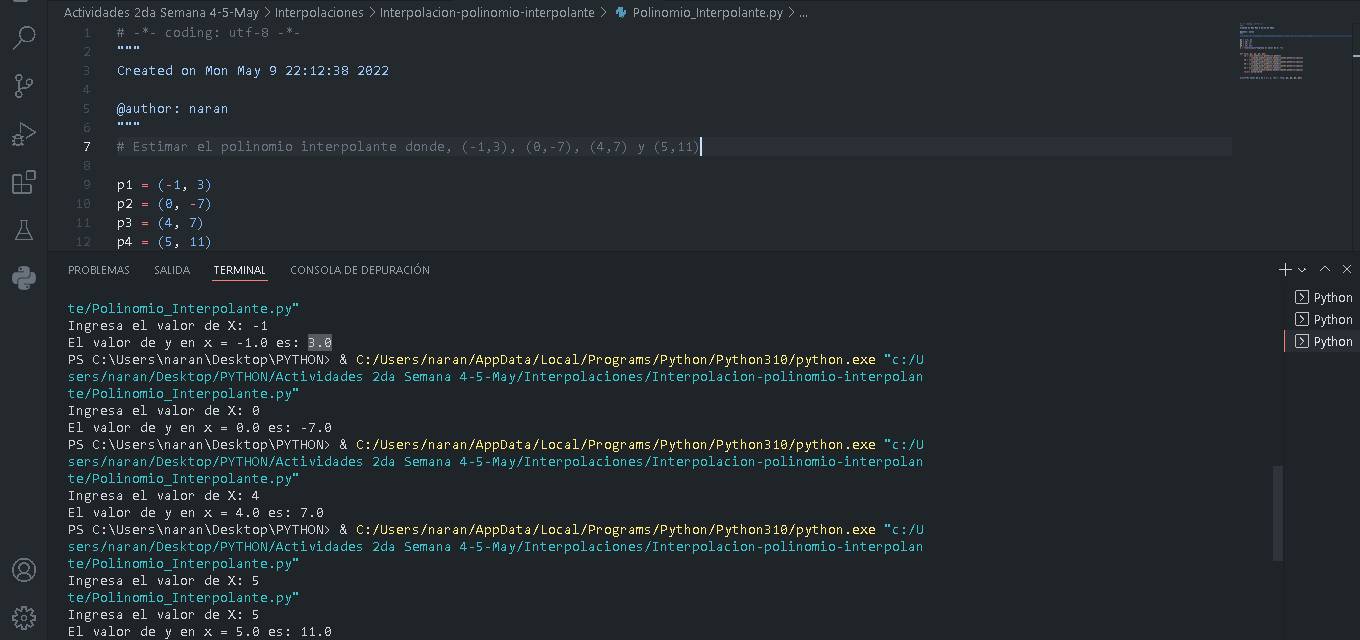 Actividades 2da Semana 4-5-May > Interpolaciones > Interpolacion-polinomio-interpolante > Polinomio_Interpolante.py > ...
1 # -*- coding: utf-8 -*-
2 """
3 Created on Mon May 9 22:12:38 2022
4
5 @author: naran
6 """
7 # Estimar el polinomio interpolante donde, (-1,3), (0,-7), (4,7) y (5,11)
8
9 p1 = (-1, 3)
10 p2 = (0, -7)
11 p3 = (4, 7)
12 p4 = (5, 11)
PROBLEMAS SALIDA TERMINAL CONSOLA DE DEPURACIÓN
te/Polinomio_Interpolante.py"
Ingresa el valor de X: -1
El valor de y en x = -1.0 es: 3.0
PS C:\Users\naran\Desktop\PYTHON> & C:/Users/naran/AppData/Local/Programs/Python/Python310/python.exe "c:/U
sers/naran/Desktop/PYTHON/Actividades 2da Semana 4-5-May/Interpolaciones/Interpolacion-polinomio-interpolan
te/Polinomio_Interpolante.py"
Ingresa el valor de X: 0
El valor de y en x = 0.0 es: -7.0
PS C:\Users\naran\Desktop\PYTHON> & C:/Users/naran/AppData/Local/Programs/Python/Python310/python.exe "c:/U
sers/naran/Desktop/PYTHON/Actividades 2da Semana 4-5-May/Interpolaciones/Interpolacion-polinomio-interpolan
te/Polinomio_Interpolante.py"
Ingresa el valor de X: 4
El valor de y en x = 4.0 es: 7.0
PS C:\Users\naran\Desktop\PYTHON> & C:/Users/naran/AppData/Local/Programs/Python/Python310/python.exe "c:/U
sers/naran/Desktop/PYTHON/Actividades 2da Semana 4-5-May/Interpolaciones/Interpolacion-polinomio-interpolan
te/Polinomio_Interpolante.py"
Ingresa el valor de X: 5
te/Polinomio_Interpolante.py"
Ingresa el valor de X: 5
El valor de y en x = 5.0 es: 11.0
Python
Python
Python